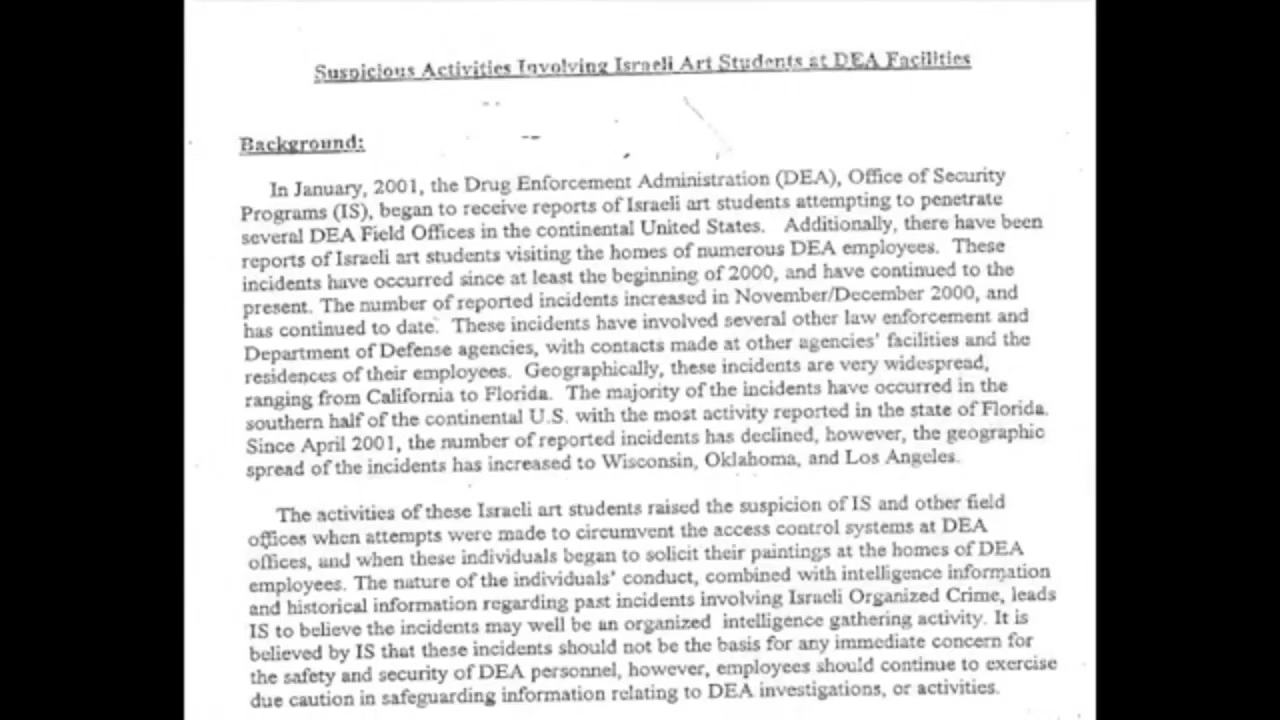 Suspicious Activities Involving Israeli Art Students at DEA Facilities
Background:
In January, 2001, the Drug Enforcement Administration (DEA), Office of Security
Programs (IS), began to receive reports of Israeli art students attempting to penetrate
several DEA Field Offices in the continental United States. Additionally, there have been
reports of Israeli art students visiting the homes of numerous DEA employees. These
incidents have occurred since at least the beginning of 2000, and have continued to the
present. The number of reported incidents increased in November/December 2000, and
has continued to date. These incidents have involved several other law enforcement and
Department of Defense agencies, with contacts made at other agencies' facilities and the
residences of their employees. Geographically, these incidents are very widespread,
ranging from California to Florida. The majority of the incidents have occurred in the
southern half of the continental U.S. with the most activity reported in the state of Florida.
Since April 2001, the number of reported incidents has declined, however, the geographic
spread of the incidents has increased to Wisconsin, Oklahoma, and Los Angeles.
The activities of these Israeli art students raised the suspicion of IS and other field
offices when attempts were made to circumvent the access control systems at DEA
offices, and when these individuals began to solicit their paintings at the homes of DEA
employees. The nature of the individuals' conduct, combined with intelligence information
and historical information regarding past incidents involving Israeli Organized Crime, leads
IS to believe the incidents may well be an organized intelligence gathering activity. It is
believed by IS that these incidents should not be the basis for any immediate concern for
the safety and security of DEA personnel, however, employees should continue to exercise
due caution in safeguarding information relating to DEA investigations, or activities.